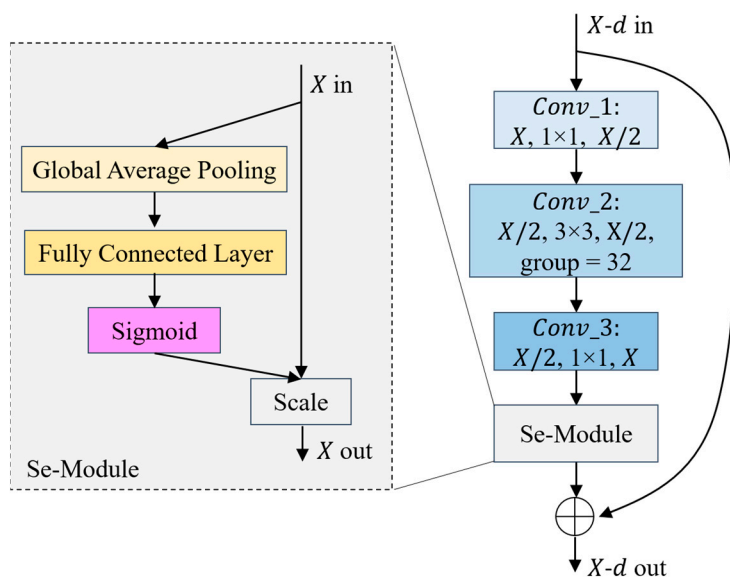 X in
Global Average Pooling
Fully Connected Layer
Sigmoid
Scale
X out
Se-Module
X-d in
Conv_1:
X, 1×1, X/2
Conv_2:
X/2, 3×3, X/2,
group = 32
Conv_3:
X/2, 1×1, X
Se-Module
X-d out